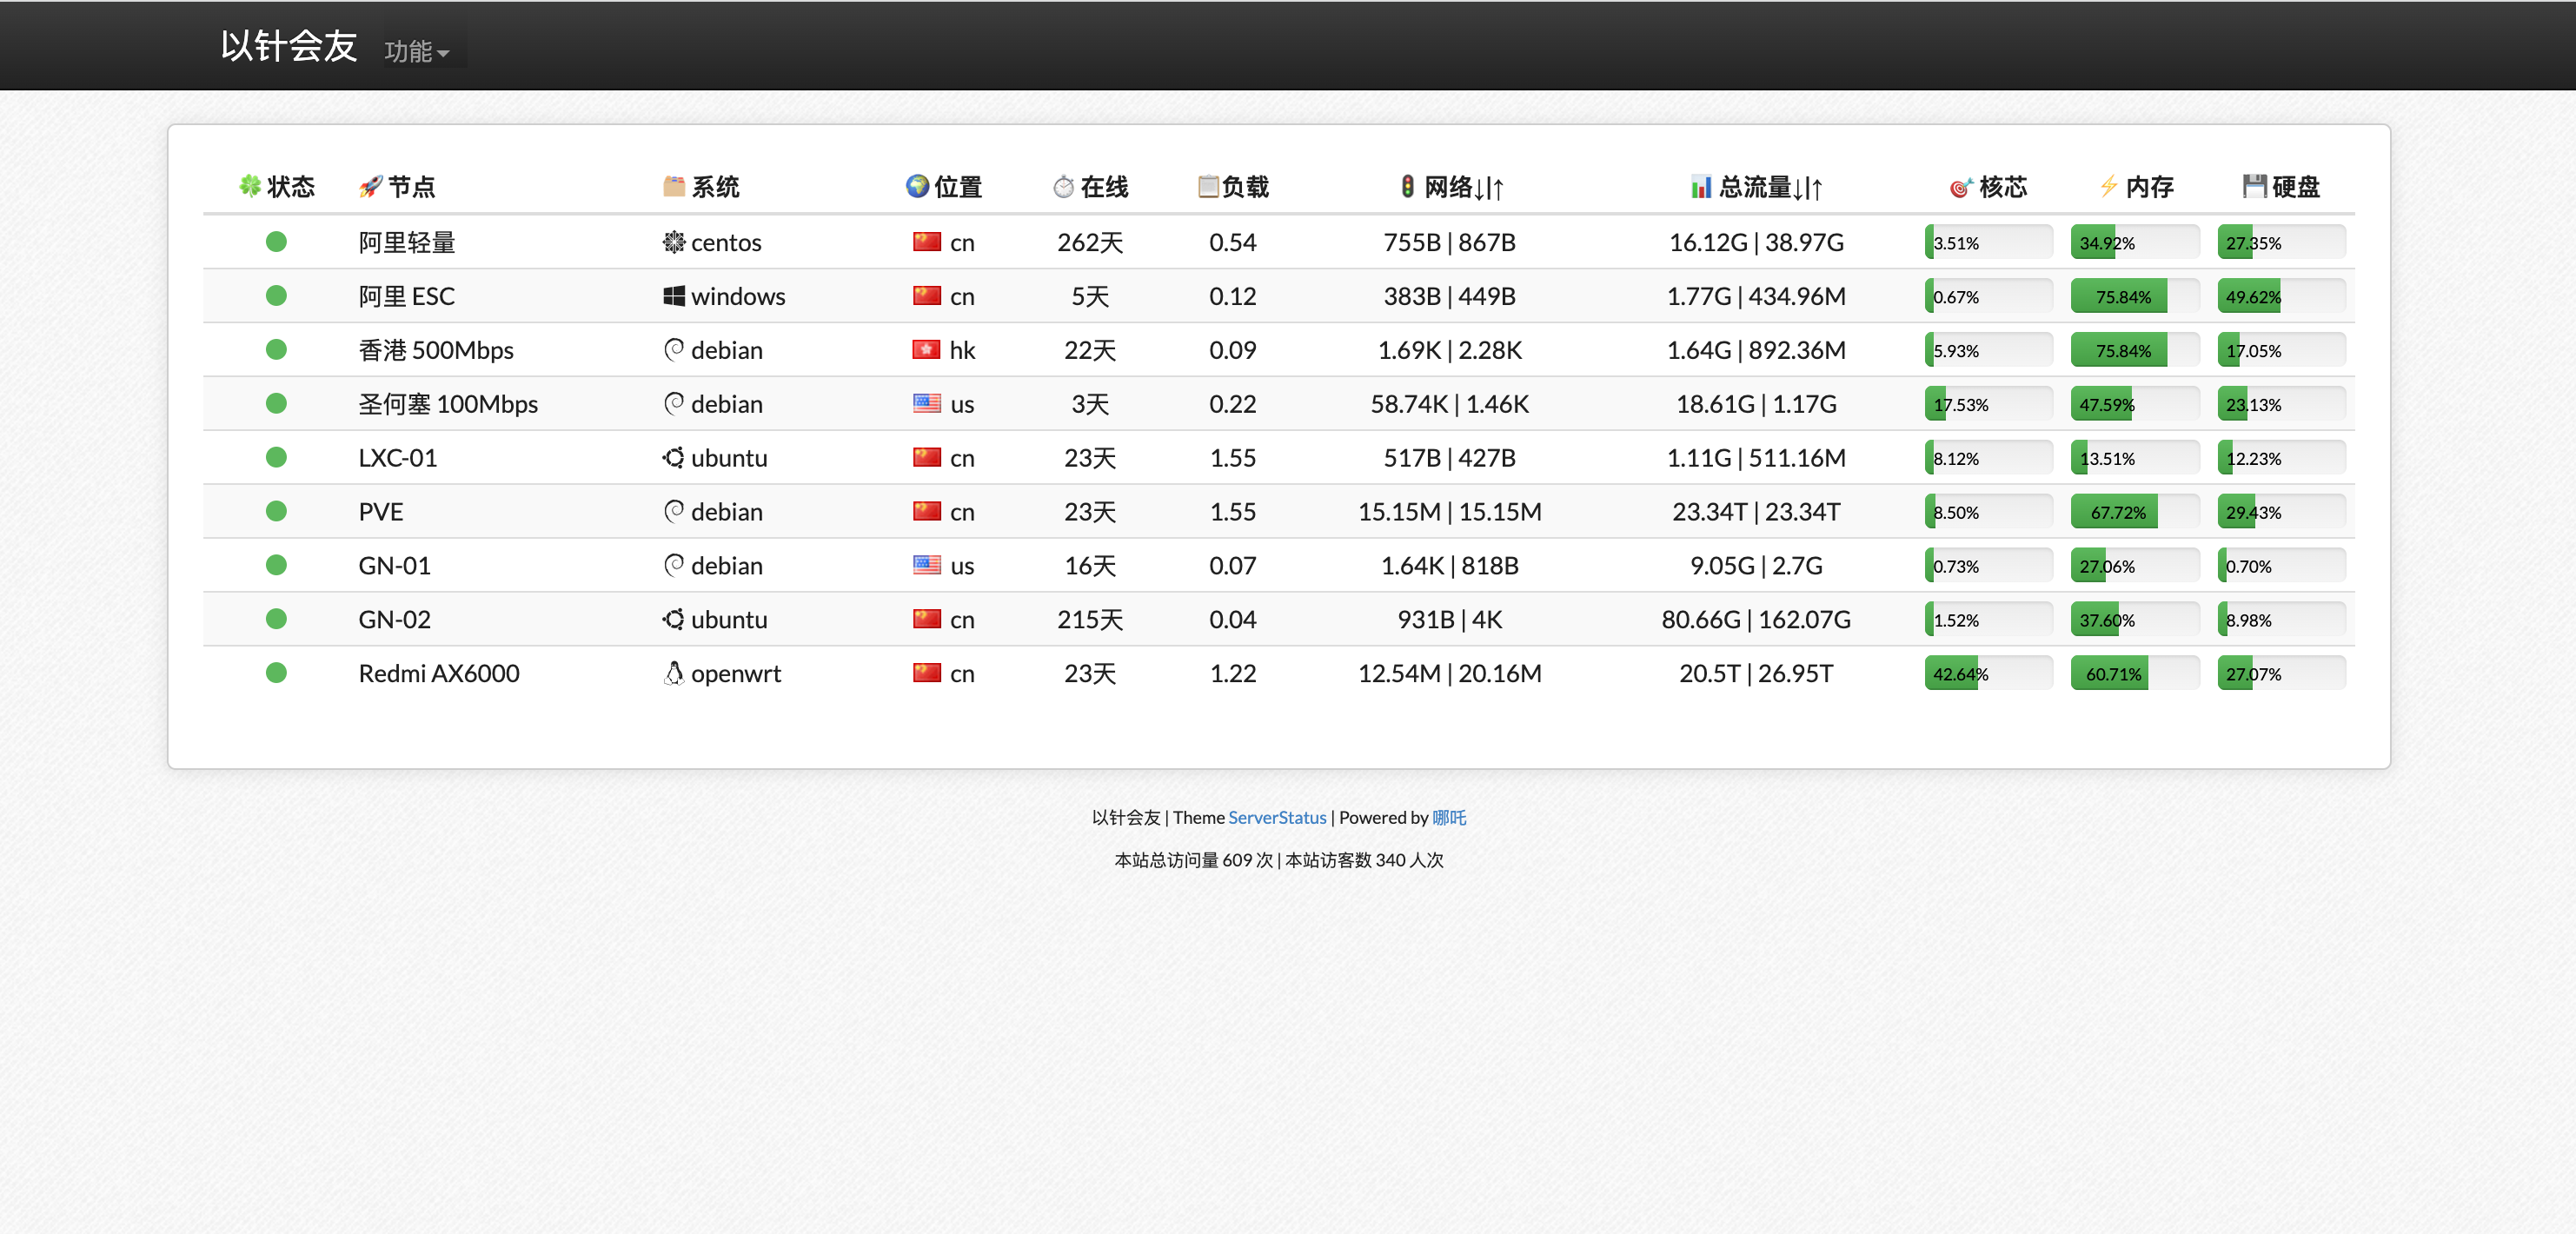 以针会友 功能
状态 节点 系统 位置 在线 负载 网络↓|↑ 总流量↓|↑ 核芯 内存 硬盘
阿里轻量 centos cn 262天 0.54 755B | 867B 16.12G | 38.97G 3.51% 34.92% 27.35%
阿里 ESC windows cn 5天 0.12 383B | 449B 1.77G | 434.96M 0.67% 75.84% 49.62%
香港 500Mbps debian hk 22天 0.09 1.69K | 2.28K 1.64G | 892.36M 5.93% 75.84% 17.05%
圣何塞 100Mbps debian us 3天 0.22 58.74K | 1.46K 18.61G | 1.17G 17.53% 47.59% 23.13%
LXC-01 ubuntu cn 23天 1.55 517B | 427B 1.11G | 511.16M 8.12% 13.51% 12.23%
PVE debian cn 23天 1.55 15.15M | 15.15M 23.34T | 23.34T 8.50% 67.72% 29.43%
GN-01 debian us 16天 0.07 1.64K | 818B 9.05G | 2.7G 0.73% 27.06% 0.70%
GN-02 ubuntu cn 215天 0.04 931B | 4K 80.66G | 162.07G 1.52% 37.60% 8.98%
Redmi AX6000 openwrt cn 23天 1.22 12.54M | 20.16M 20.5T | 26.95T 42.64% 60.71% 27.07%
以针会友 | Theme ServerStatus | Powered by 哪吒
本站总访问量 609 次 | 本站访客数 340 人次